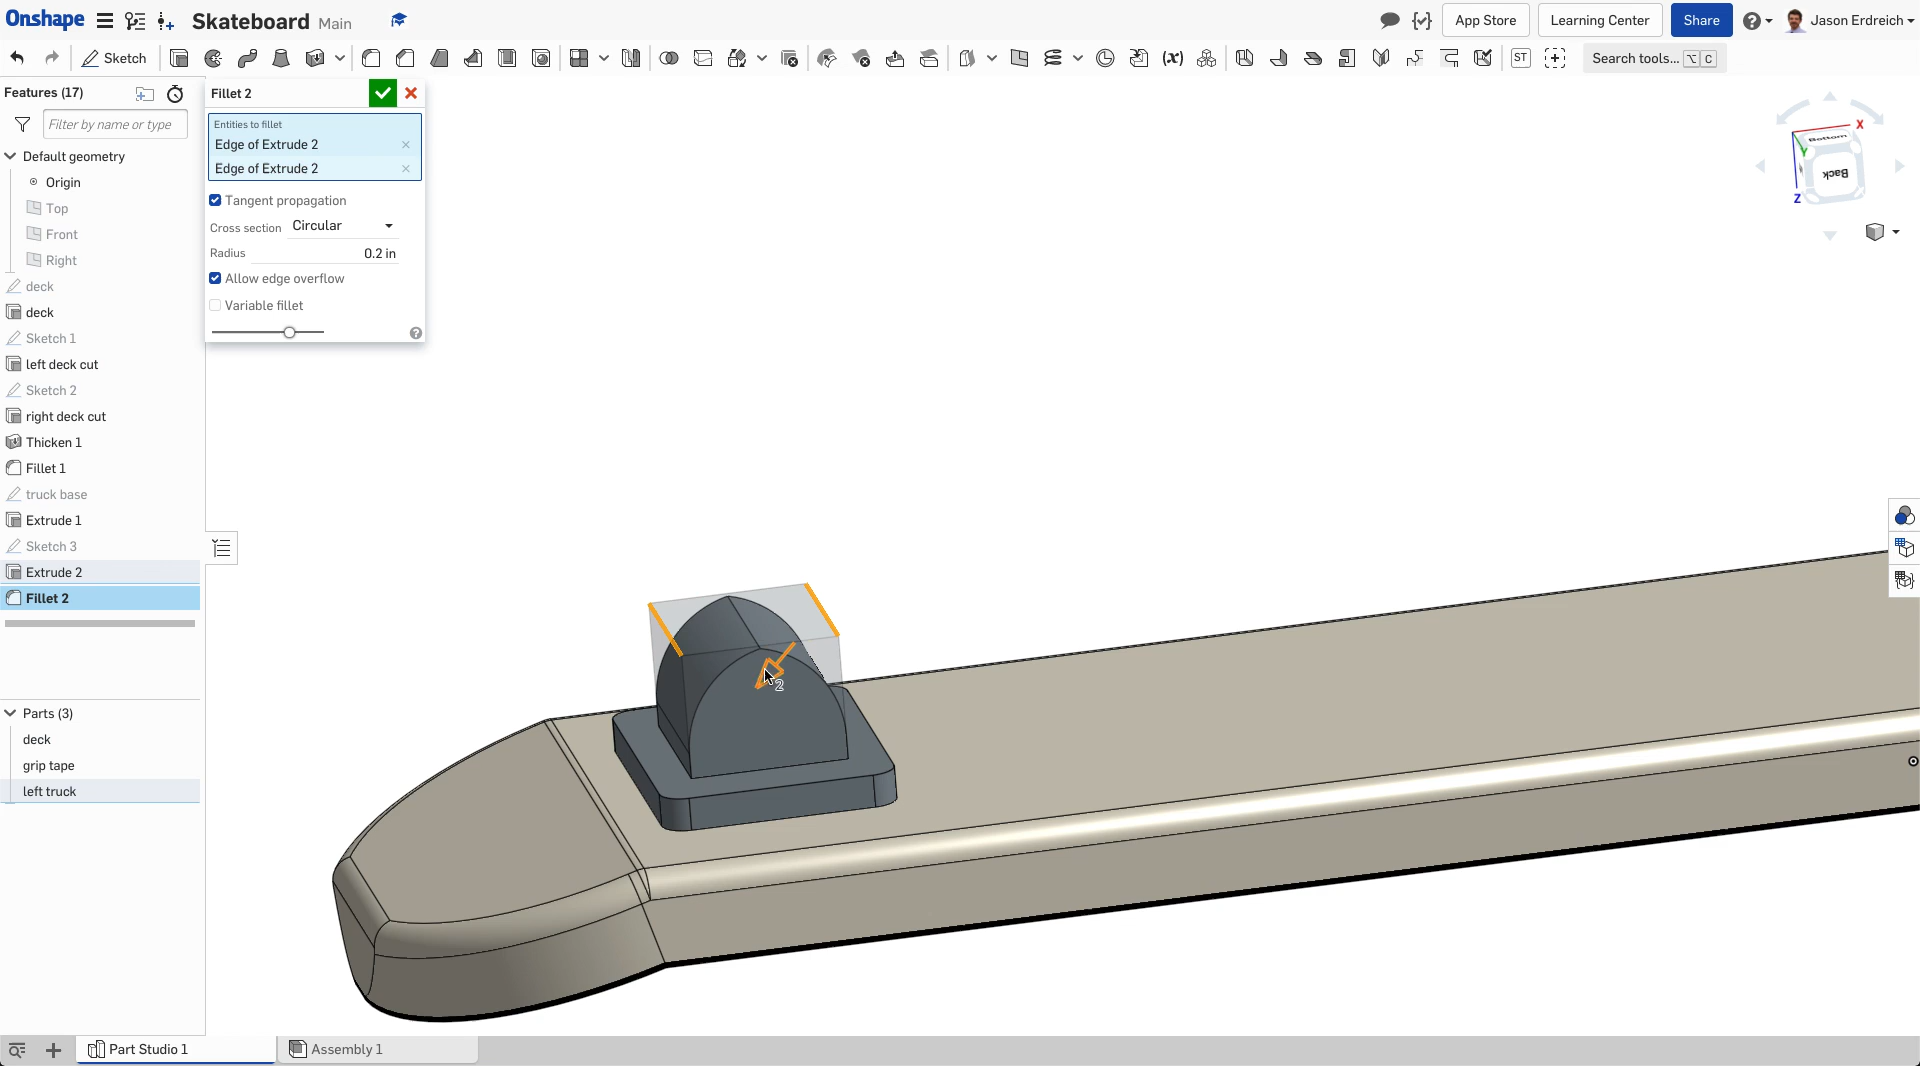 Onshape Skateboard Main App Store Learning Center Share Jason Erdreich
Sketch ST Search tools... ⌥ C
Features (17)
Filter by name or type
Default geometry
Origin
Top
Front
Right
deck
deck
Sketch 1
left deck cut
Sketch 2
right deck cut
Thicken 1
Fillet 1
truck base
Extrude 1
Sketch 3
Extrude 2
Fillet 2
Parts (3)
deck
grip tape
left truck
Fillet 2
Entities to fillet
Edge of Extrude 2
Edge of Extrude 2
Tangent propagation
Cross section Circular
Radius 0.2 in
Allow edge overflow
Variable fillet
X
Bottom
Y
Back
Z
2
Part Studio 1 Assembly 1